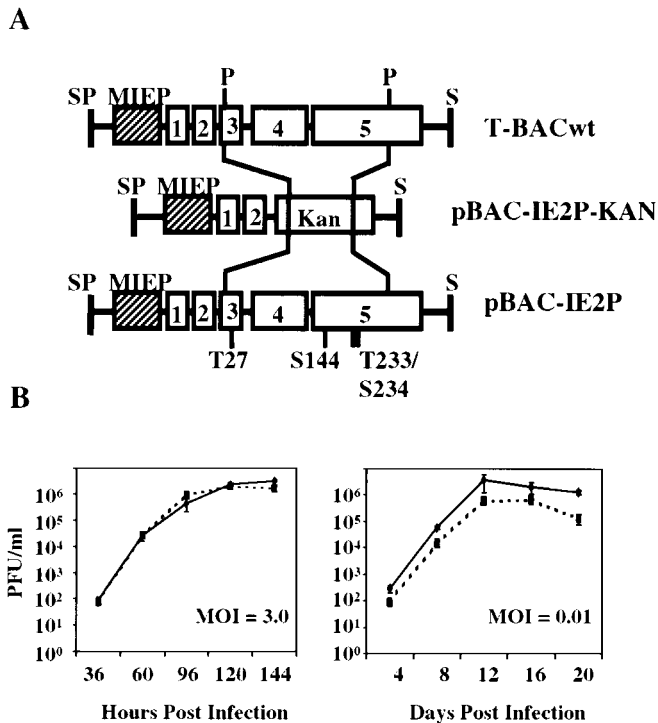 A
P P
SP MIEP S
1 2 3 4 5 T-BACwt
SP MIEP S
1 2 Kan pBAC-IE2P-KAN
SP MIEP S
1 2 3 4 5 pBAC-IE2P
T27 S144 T233/
S234
B
PFU/ml
10⁶
10⁵
10⁴
10³
10²
10¹
10⁰
MOI = 3.0
36 60 96 120 144
Hours Post Infection
10⁶
10⁵
10⁴
10³
10²
10¹
10⁰
MOI = 0.01
4 8 12 16 20
Days Post Infection